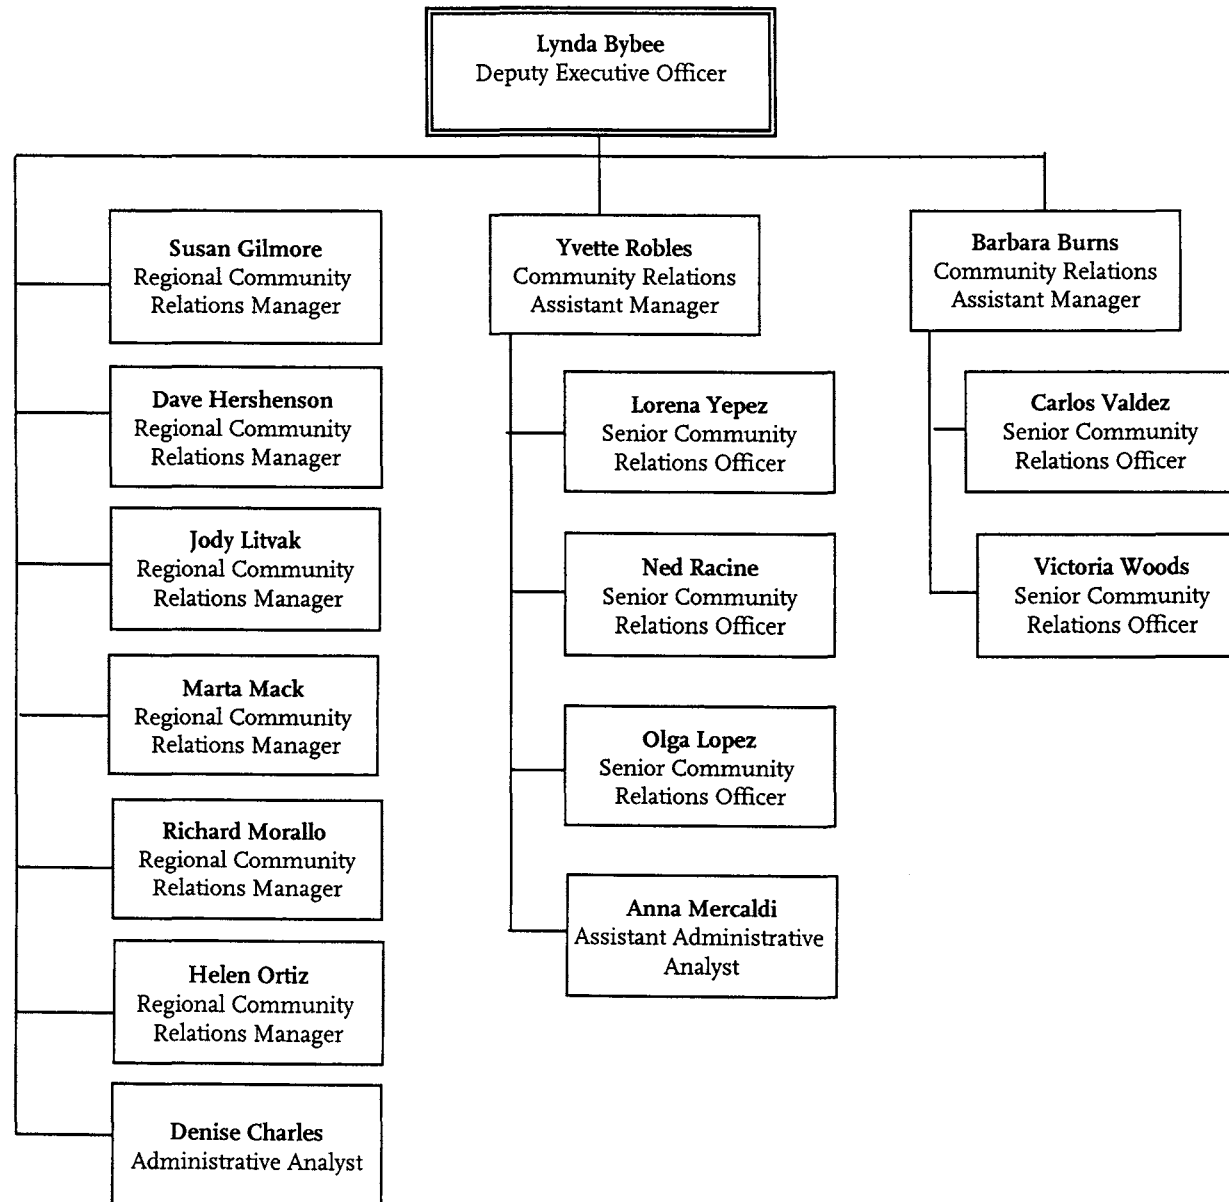 Lynda Bybee
Deputy Executive Officer
Susan Gilmore
Regional Community
Relations Manager
Dave Hershenson
Regional Community
Relations Manager
Jody Litvak
Regional Community
Relations Manager
Marta Mack
Regional Community
Relations Manager
Richard Morallo
Regional Community
Relations Manager
Helen Ortiz
Regional Community
Relations Manager
Denise Charles
Administrative Analyst
Yvette Robles
Community Relations
Assistant Manager
Lorena Yepez
Senior Community
Relations Officer
Ned Racine
Senior Community
Relations Officer
Olga Lopez
Senior Community
Relations Officer
Anna Mercaldi
Assistant Administrative
Analyst
Barbara Burns
Community Relations
Assistant Manager
Carlos Valdez
Senior Community
Relations Officer
Victoria Woods
Senior Community
Relations Officer